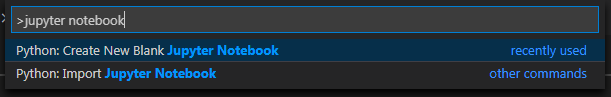 >jupyter notebook
Python: Create New Blank Jupyter Notebook recently used
Python: Import Jupyter Notebook other commands